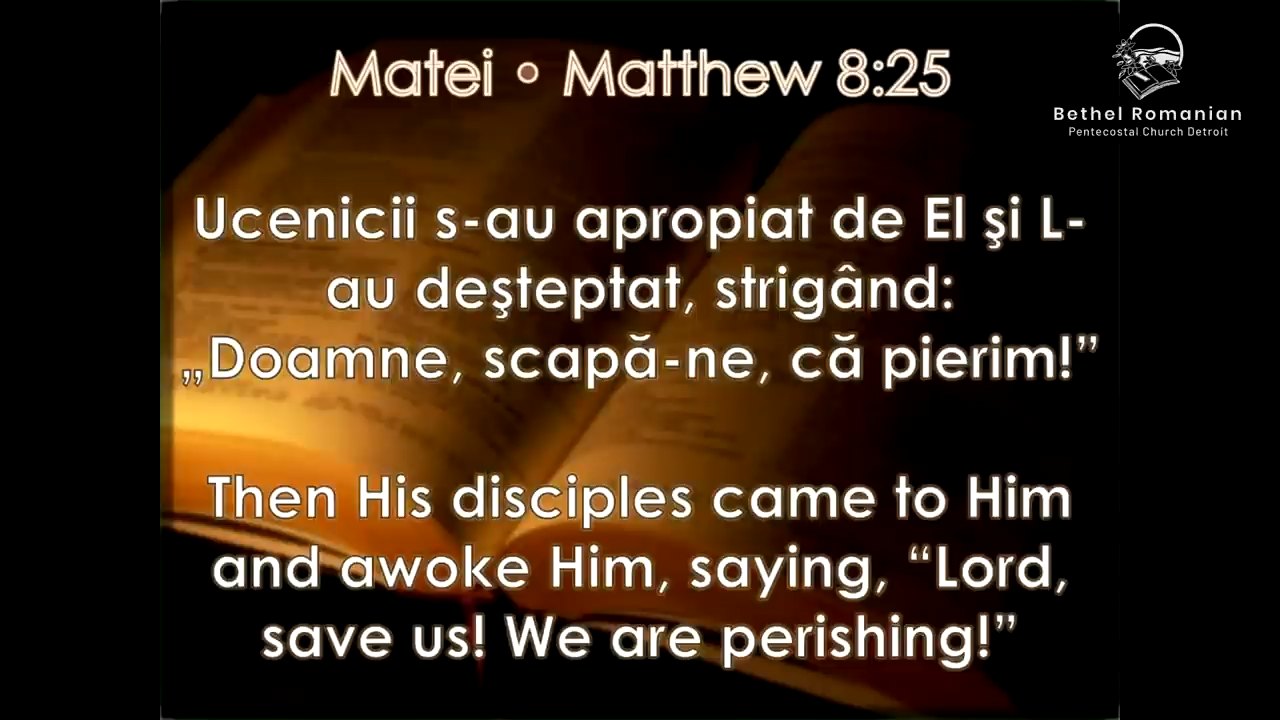 Matei • Matthew 8:25
Bethel Romanian
Pentecostal Church Detroit
Ucenicii s-au apropiat de El şi L-
au deşteptat, strigând:
„Doamne, scapă-ne, că pierim!”
Then His disciples came to Him
and awoke Him, saying, “Lord,
save us! We are perishing!”